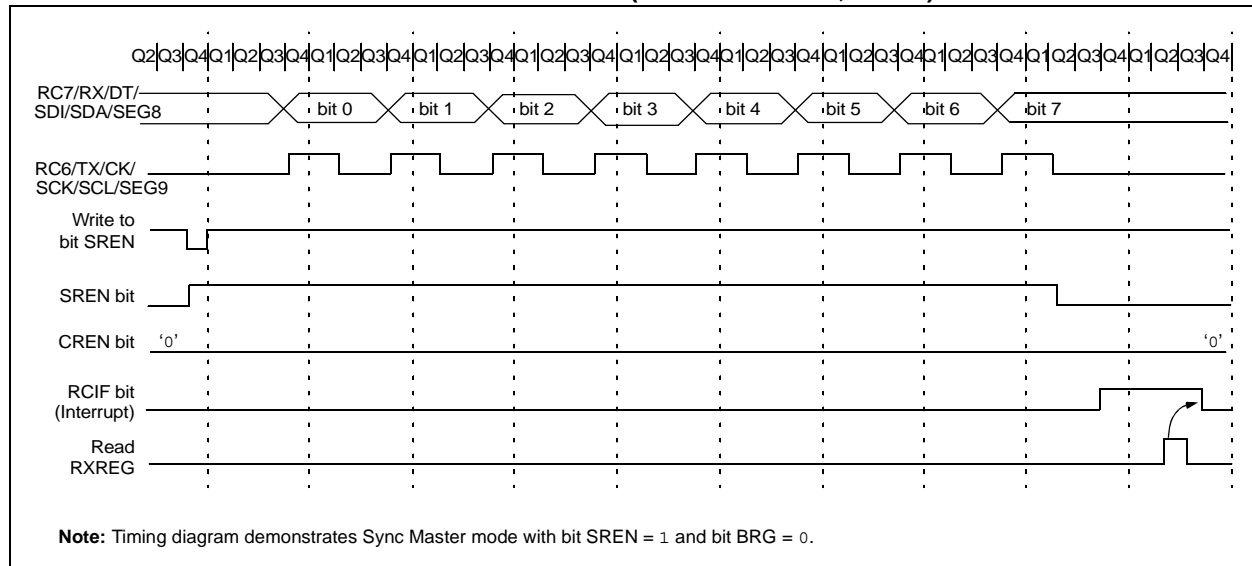 Q2 Q3 Q4 Q1 Q2 Q3 Q4 Q1 Q2 Q3 Q4 Q1 Q2 Q3 Q4 Q1 Q2 Q3 Q4 Q1 Q2 Q3 Q4 Q1 Q2 Q3 Q4 Q1 Q2 Q3 Q4 Q1 Q2 Q3 Q4 Q1 Q2 Q3 Q4 Q1 Q2 Q3 Q4
RC7/RX/DT/
SDI/SDA/SEG8
bit 0 bit 1 bit 2 bit 3 bit 4 bit 5 bit 6 bit 7
RC6/TX/CK/
SCK/SCL/SEG9
Write to
bit SREN
SREN bit
CREN bit '0' '0'
RCIF bit
(Interrupt)
Read
RXREG
Note: Timing diagram demonstrates Sync Master mode with bit SREN = 1 and bit BRG = 0.